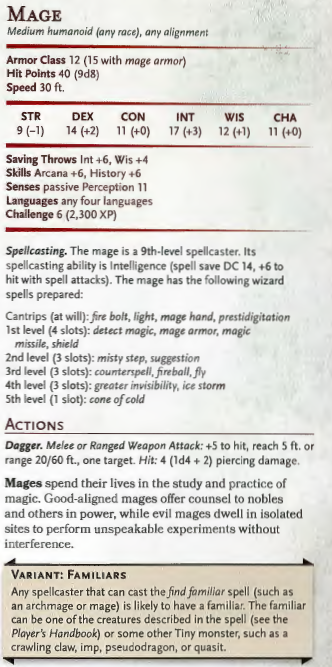 MAGE
Medium humanoid (any race), any alignment
Armor Class 12 (15 with mage armor)
Hit Points 40 (9d8)
Speed 30 ft.
STR DEX CON INT WIS CHA
9 (-1) 14 (+2) 11 (+0) 17 (+3) 12 (+1) 11 (+0)
Saving Throws Int +6, Wis +4
Skills Arcana +6, History +6
Senses passive Perception 11
Languages any four languages
Challenge 6 (2,300 XP)
Spellcasting. The mage is a 9th-level spellcaster. Its
spellcasting ability is Intelligence (spell save DC 14, +6 to
hit with spell attacks). The mage has the following wizard
spells prepared:
Cantrips (at will): fire bolt, light, mage hand, prestidigitation
1st level (4 slots): detect magic, mage armor, magic
missile, shield
2nd level (3 slots): misty step, suggestion
3rd level (3 slots): counterspell, fireball, fly
4th level (3 slots): greater invisibility, ice storm
5th level (1 slot): cone of cold
ACTIONS
Dagger. Melee or Ranged Weapon Attack: +5 to hit, reach 5 ft. or
range 20/60 ft., one target. Hit: 4 (1d4 + 2) piercing damage.
Mages spend their lives in the study and practice of
magic. Good-aligned mages offer counsel to nobles
and others in power, while evil mages dwell in isolated
sites to perform unspeakable experiments without
interference.
VARIANT: FAMILIARS
Any spellcaster that can cast the find familiar spell (such as
an archmage or mage) is likely to have a familiar. The familiar
can be one of the creatures described in the spell (see the
Player's Handbook) or some other Tiny monster, such as a
crawling claw, imp, pseudodragon, or quasit.